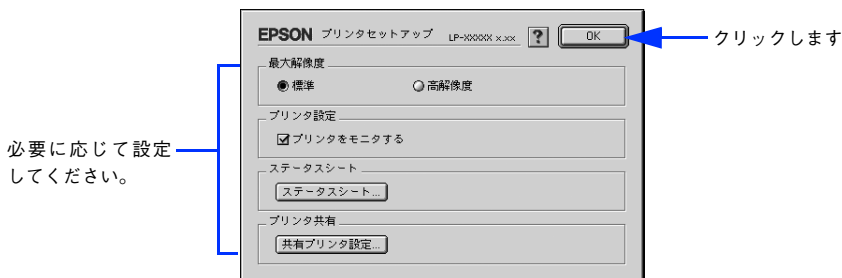 EPSON プリンタセットアップ LP-XXXXX x.xx ? OK
クリックします
最大解像度
標準 高解像度
プリンタ設定
プリンタをモニタする
必要に応じて設定
してください。
ステータスシート
ステータスシート...
プリンタ共有
共有プリンタ設定...